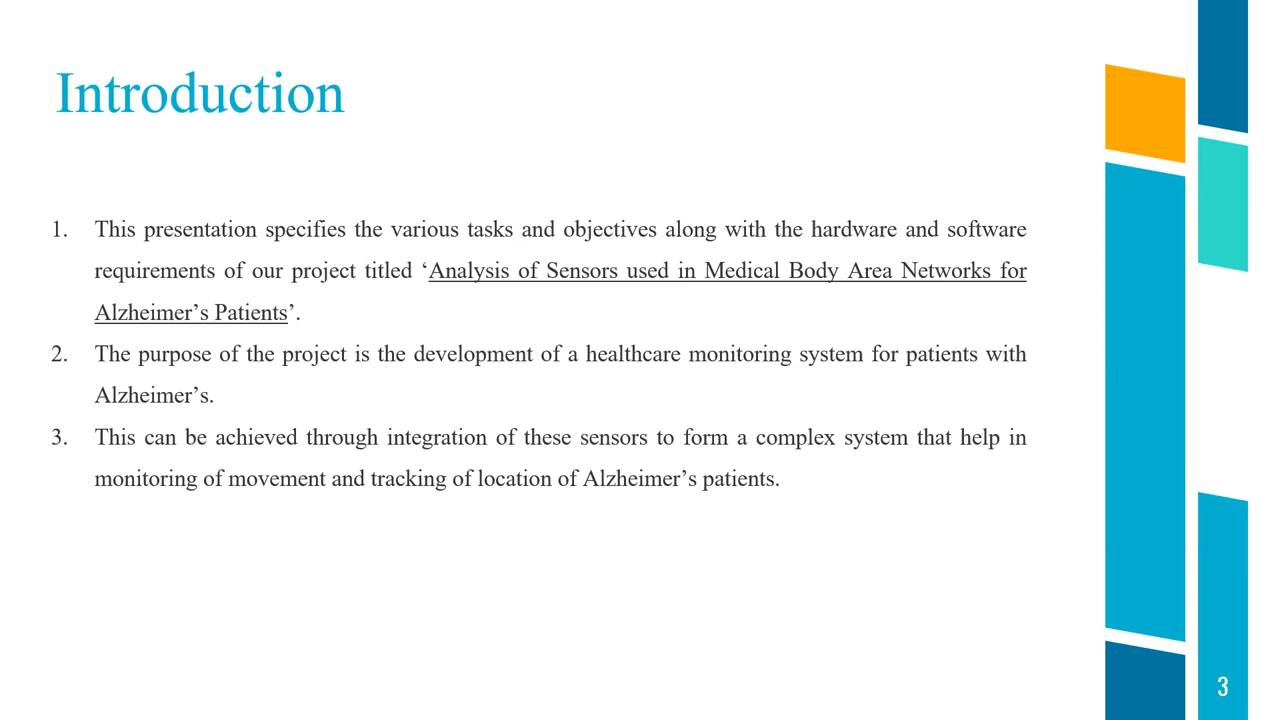 Introduction
1. This presentation specifies the various tasks and objectives along with the hardware and software
requirements of our project titled ‘Analysis of Sensors used in Medical Body Area Networks for
Alzheimer’s Patients’.
2. The purpose of the project is the development of a healthcare monitoring system for patients with
Alzheimer’s.
3. This can be achieved through integration of these sensors to form a complex system that help in
monitoring of movement and tracking of location of Alzheimer’s patients.
3